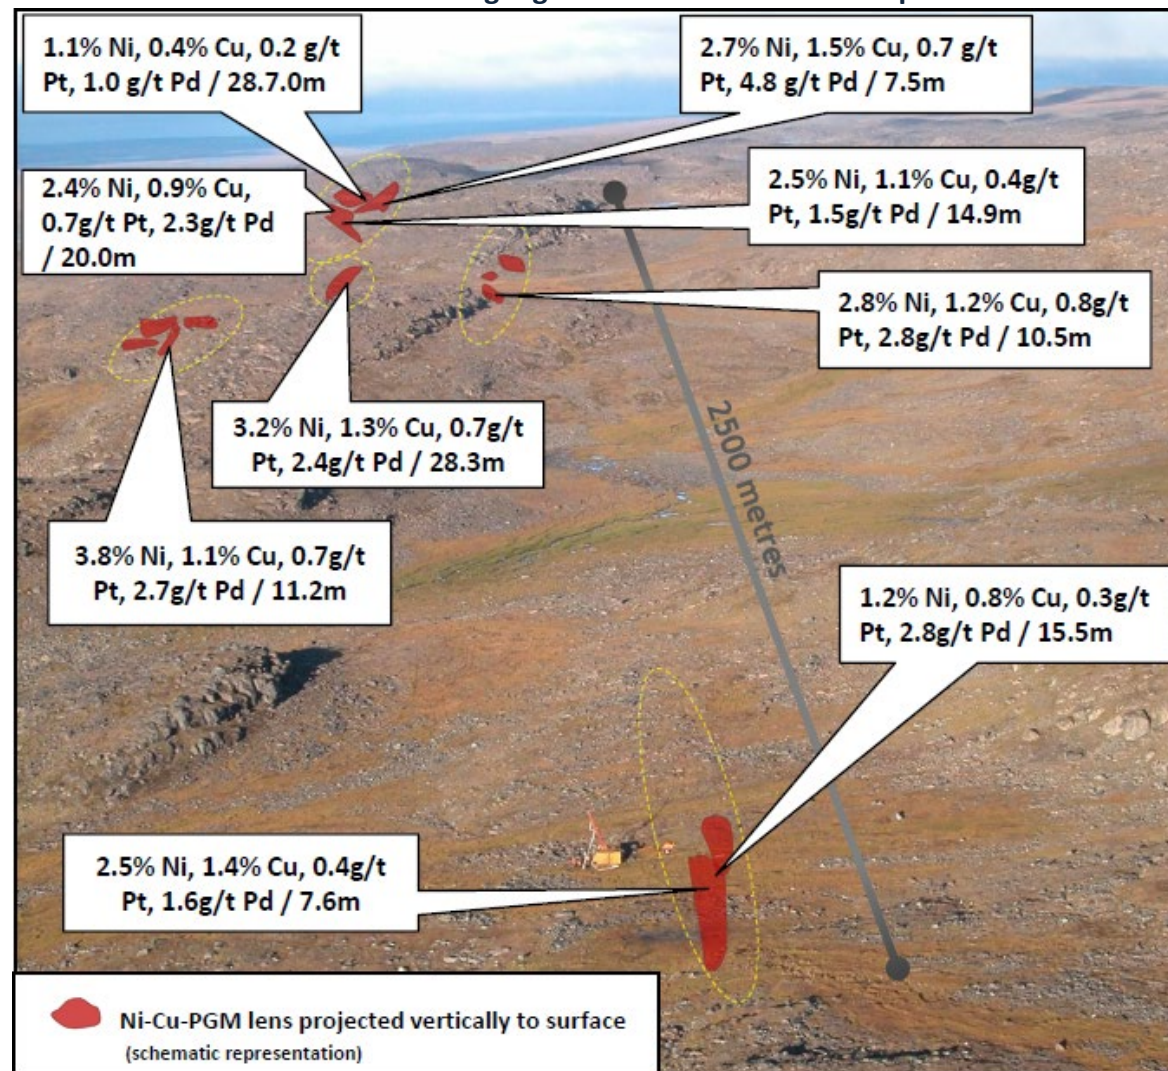 1.1% Ni, 0.4% Cu, 0.2 g/t
Pt, 1.0 g/t Pd / 28.7.0m
2.7% Ni, 1.5% Cu, 0.7 g/t
Pt, 4.8 g/t Pd / 7.5m
2.4% Ni, 0.9% Cu,
0.7g/t Pt, 2.3g/t Pd
/ 20.0m
2.5% Ni, 1.1% Cu, 0.4g/t
Pt, 1.5g/t Pd / 14.9m
2.8% Ni, 1.2% Cu, 0.8g/t
Pt, 2.8g/t Pd / 10.5m
3.2% Ni, 1.3% Cu, 0.7g/t
Pt, 2.4g/t Pd / 28.3m
2500 metres
3.8% Ni, 1.1% Cu, 0.7g/t
Pt, 2.7g/t Pd / 11.2m
1.2% Ni, 0.8% Cu, 0.3g/t
Pt, 2.8g/t Pd / 15.5m
2.5% Ni, 1.4% Cu, 0.4g/t
Pt, 1.6g/t Pd / 7.6m
Ni-Cu-PGM lens projected vertically to surface
(schematic representation)